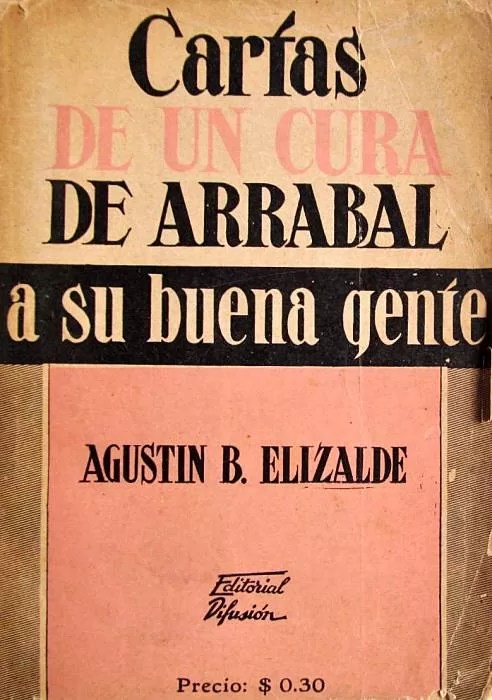 Cartas
DE UN CURA
DE ARRABAL
a su buena gente
AGUSTIN B. ELIZALDE
Editorial
Difusión
Precio: $ 0.30